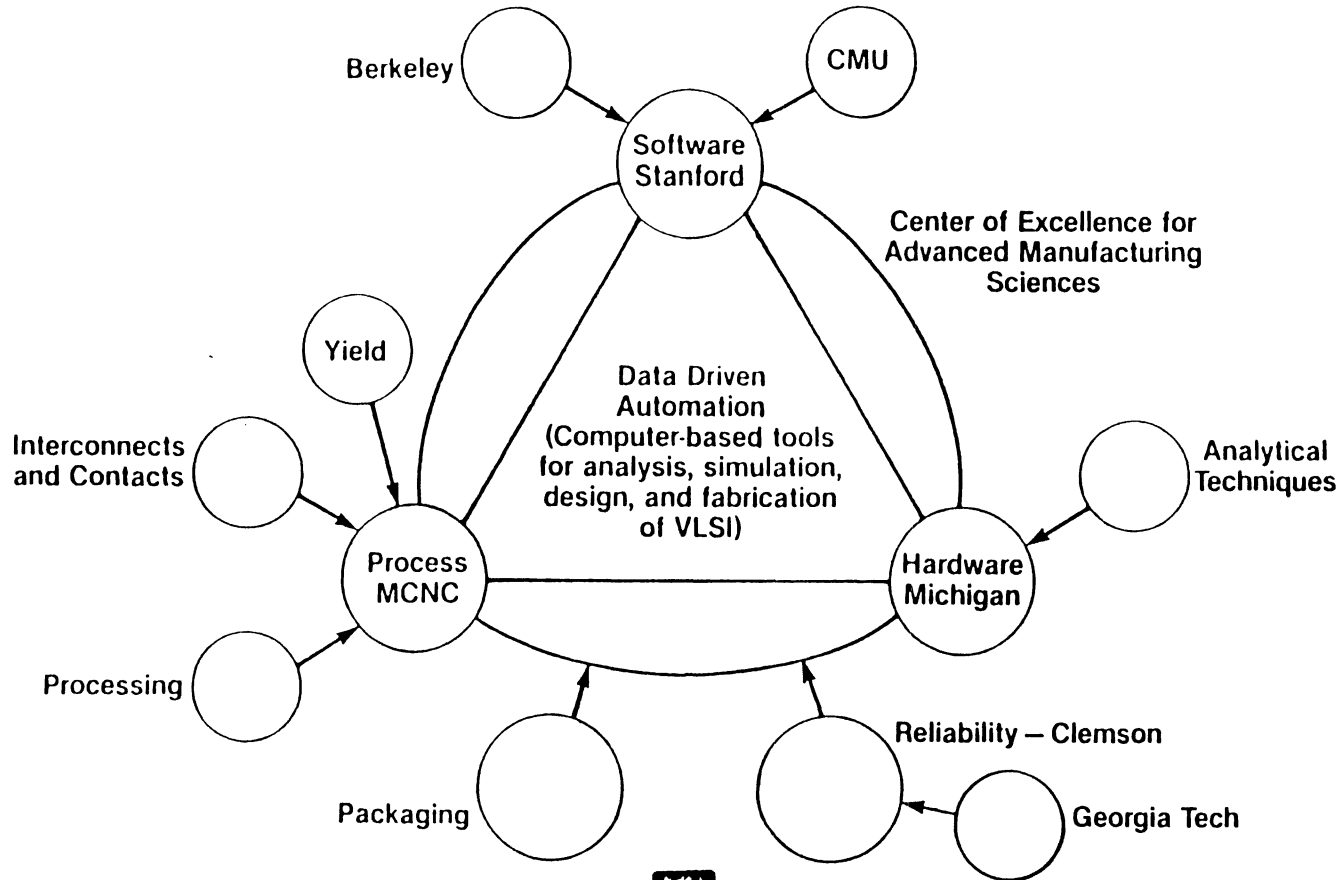 Berkeley
CMU
Software
Stanford
Center of Excellence for
Advanced Manufacturing
Sciences
Yield
Data Driven
Automation
(Computer-based tools
for analysis, simulation,
design, and fabrication
of VLSI)
Interconnects
and Contacts
Analytical
Techniques
Process
MCNC
Hardware
Michigan
Processing
Reliability – Clemson
Packaging
Georgia Tech